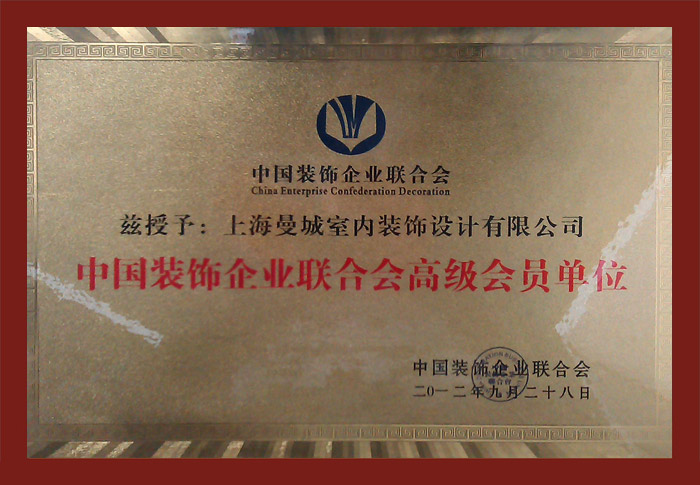 中国装饰企业联合会
China Enterprise Confederation Decoration
兹授予：上海曼城室内装饰设计有限公司
中国装饰企业联合会高级会员单位
中国装饰企业联合会
二〇一二年九月二十八日